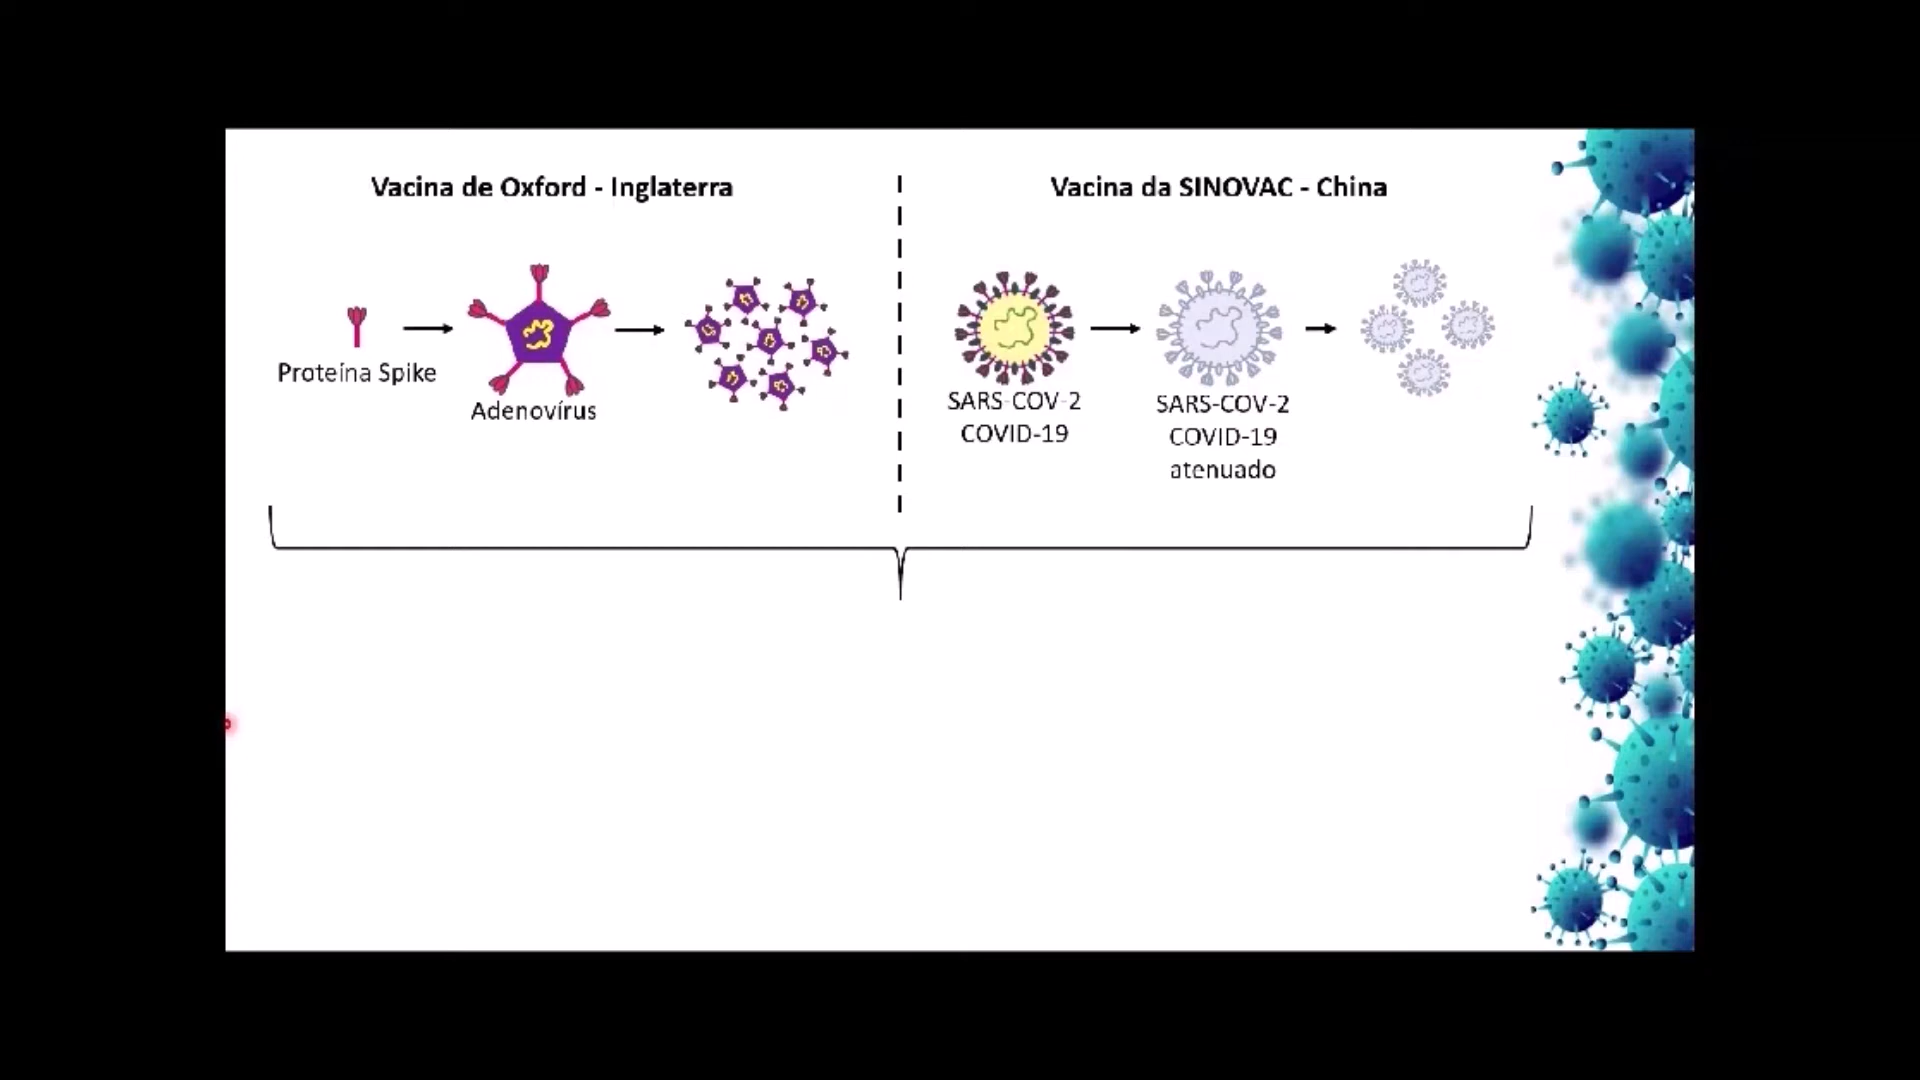 Vacina de Oxford - Inglaterra
Vacina da SINOVAC - China
Proteína Spike
Adenovírus
SARS-COV-2
COVID-19
SARS-COV-2
COVID-19
atenuado